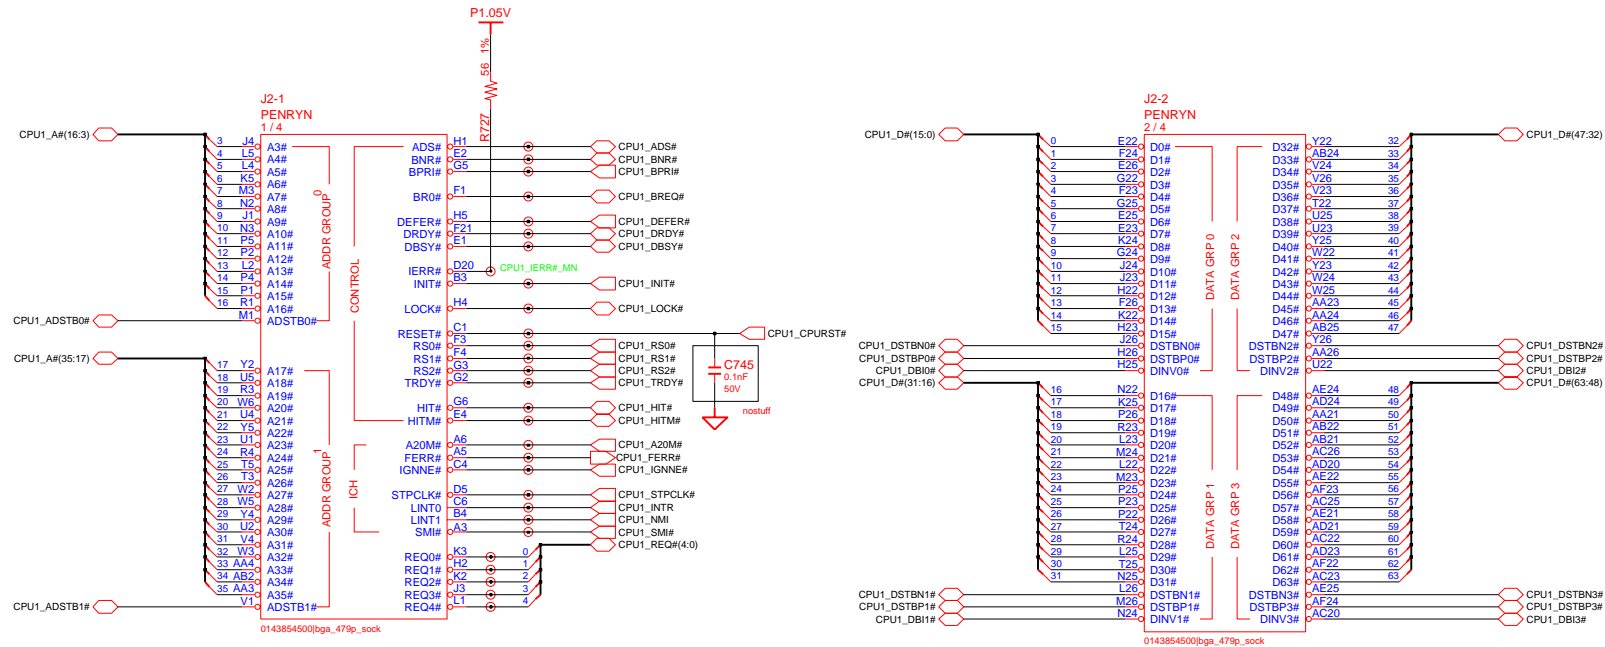 P1.05V
56 1%
R727
J2-1
PENRYN
1 / 4
CPU1_A#(16:3)
3 J4 A3#
4 L5 A4#
5 L4 A5#
6 K5 A6#
7 M3 A7#
8 N2 A8#
9 J1 A9#
10 N3 A10#
11 P5 A11#
12 P2 A12#
13 L2 A13#
14 P4 A14#
15 P1 A15#
16 R1 A16#
CPU1_ADSTB0# M1 ADSTB0#
ADDR GROUP 0
CPU1_A#(35:17)
17 Y2 A17#
18 U5 A18#
19 R3 A19#
20 W6 A20#
21 U4 A21#
22 Y5 A22#
23 U1 A23#
24 R4 A24#
25 T5 A25#
26 T3 A26#
27 W2 A27#
28 W5 A28#
29 Y4 A29#
30 U2 A30#
31 V4 A31#
32 W3 A32#
33 AA4 A33#
34 AB2 A34#
35 AA3 A35#
CPU1_ADSTB1# V1 ADSTB1#
ADDR GROUP 1
CONTROL
ADS# H1 CPU1_ADS#
BNR# E2 CPU1_BNR#
BPRI# G5 CPU1_BPRI#
BR0# F1 CPU1_BREQ#
DEFER# H5 CPU1_DEFER#
DRDY# F21 CPU1_DRDY#
DBSY# E1 CPU1_DBSY#
IERR# D20 CPU1_IERR#_MN
INIT# B3 CPU1_INIT#
LOCK# H4 CPU1_LOCK#
RESET# C1 CPU1_CPURST#
RS0# F3 CPU1_RS0#
RS1# F4 CPU1_RS1#
RS2# G3 CPU1_RS2#
TRDY# G2 CPU1_TRDY#
HIT# G6 CPU1_HIT#
HITM# E4 CPU1_HITM#
C745
0.1nF
50V
nostuff
ICH
A20M# A6 CPU1_A20M#
FERR# A5 CPU1_FERR#
IGNNE# C4 CPU1_IGNNE#
STPCLK# D5 CPU1_STPCLK#
LINT0 C6 CPU1_INTR
LINT1 B4 CPU1_NMI
SMI# A3 CPU1_SMI#
CPU1_REQ#(4:0)
REQ0# K3 0
REQ1# H2 1
REQ2# K2 2
REQ3# J3 3
REQ4# L1 4
0143854500|bga_479p_sock
J2-2
PENRYN
2 / 4
CPU1_D#(15:0)
0 E22 D0#
1 F24 D1#
2 E26 D2#
3 G22 D3#
4 F23 D4#
5 G25 D5#
6 E25 D6#
7 E23 D7#
8 K24 D8#
9 G24 D9#
10 J24 D10#
11 J23 D11#
12 H22 D12#
13 F26 D13#
14 K22 D14#
15 H23 D15#
CPU1_DSTBN0# J26 DSTBN0#
CPU1_DSTBP0# H26 DSTBP0#
CPU1_DBI0# H25 DINV0#
DATA GRP 0
CPU1_D#(31:16)
16 N22 D16#
17 K25 D17#
18 P26 D18#
19 R23 D19#
20 L23 D20#
21 M24 D21#
22 L22 D22#
23 M23 D23#
24 P25 D24#
25 P23 D25#
26 P22 D26#
27 T24 D27#
28 R24 D28#
29 L25 D29#
30 T25 D30#
31 N25 D31#
CPU1_DSTBN1# L26 DSTBN1#
CPU1_DSTBP1# M26 DSTBP1#
CPU1_DBI1# N24 DINV1#
DATA GRP 1
DATA GRP 2
CPU1_D#(47:32)
D32# Y22 32
D33# AB24 33
D34# V24 34
D35# V26 35
D36# V23 36
D37# T22 37
D38# U25 38
D39# U23 39
D40# Y25 40
D41# W22 41
D42# Y23 42
D43# W24 43
D44# W25 44
D45# AA23 45
D46# AA24 46
D47# AB25 47
DSTBN2# Y26 CPU1_DSTBN2#
DSTBP2# AA26 CPU1_DSTBP2#
DINV2# U22 CPU1_DBI2#
DATA GRP 3
CPU1_D#(63:48)
D48# AE24 48
D49# AD24 49
D50# AA21 50
D51# AB22 51
D52# AB21 52
D53# AC26 53
D54# AD20 54
D55# AE22 55
D56# AF23 56
D57# AC25 57
D58# AE21 58
D59# AD21 59
D60# AC22 60
D61# AD23 61
D62# AF22 62
D63# AC23 63
DSTBN3# AE25 CPU1_DSTBN3#
DSTBP3# AF24 CPU1_DSTBP3#
DINV3# AC20 CPU1_DBI3#
0143854500|bga_479p_sock